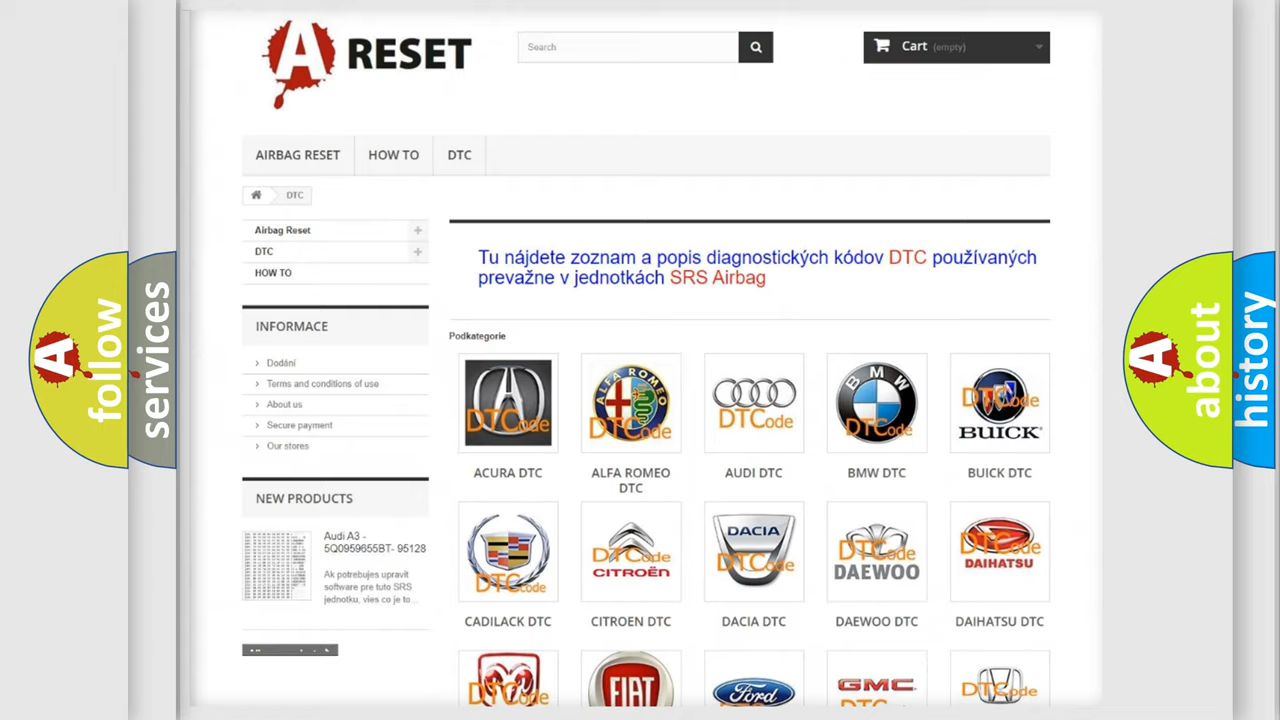 A RESET
Search
Cart (empty)
AIRBAG RESET
HOW TO
DTC
DTC
Airbag Reset
DTC
HOW TO
Tu nájdete zoznam a popis diagnostických kódov DTC používaných
prevažne v jednotkách SRS Airbag
INFORMACE
Dodání
Terms and conditions of use
About us
Secure payment
Our stores
NEW PRODUCTS
Audi A3 -
5Q0959655BT- 95128
Ak potrebujes upravit
software pre tuto SRS
jednotku, vies co je to...
Podkategorie
DTCode
ALFA ROMEO
DTCode
DTCode
BMW
DTCode
DTCode
BUICK
ACURA DTC
ALFA ROMEO
DTC
AUDI DTC
BMW DTC
BUICK DTC
DTCode
DTCode
CITROËN
DACIA
DTCode
DTCode
DAEWOO
DTCode
DAIHATSU
CADILACK DTC
CITROEN DTC
DACIA DTC
DAEWOO DTC
DAIHATSU DTC
DTCode
FIAT
Ford
GMC
DTCode
A
follow
services
A
about
history